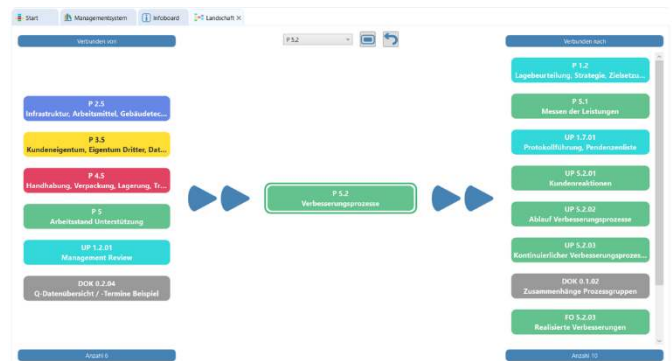 Start
Managementsystem
Infoboard
Landschaft
Verbunden von
P 5.2
Verbunden nach
P 2.5
Infrastruktur, Arbeitsmittel, Gebäudetec...
P 3.5
Kundeneigentum, Eigentum Dritter, Dat...
P 4.5
Handhabung, Verpackung, Lagerung, Tr...
P 5
Arbeitsstand Unterstützung
UP 1.2.01
Management Review
DOK 0.2.04
Q-Datenübersicht / -Termine Beispiel
P 5.2
Verbesserungsprozesse
P 1.2
Lagebeurteilung, Strategie, Zielsetzu...
P 5.1
Messen der Leistungen
UP 1.7.01
Protokollführung, Pendenzenliste
UP 5.2.01
Kundenreaktionen
UP 5.2.02
Ablauf Verbesserungsprozesse
UP 5.2.03
Kontinuierlicher Verbesserungsprozes...
DOK 0.1.02
Zusammenhänge Prozessgruppen
FO 5.2.03
Realisierte Verbesserungen
Anzahl 6
Anzahl 10